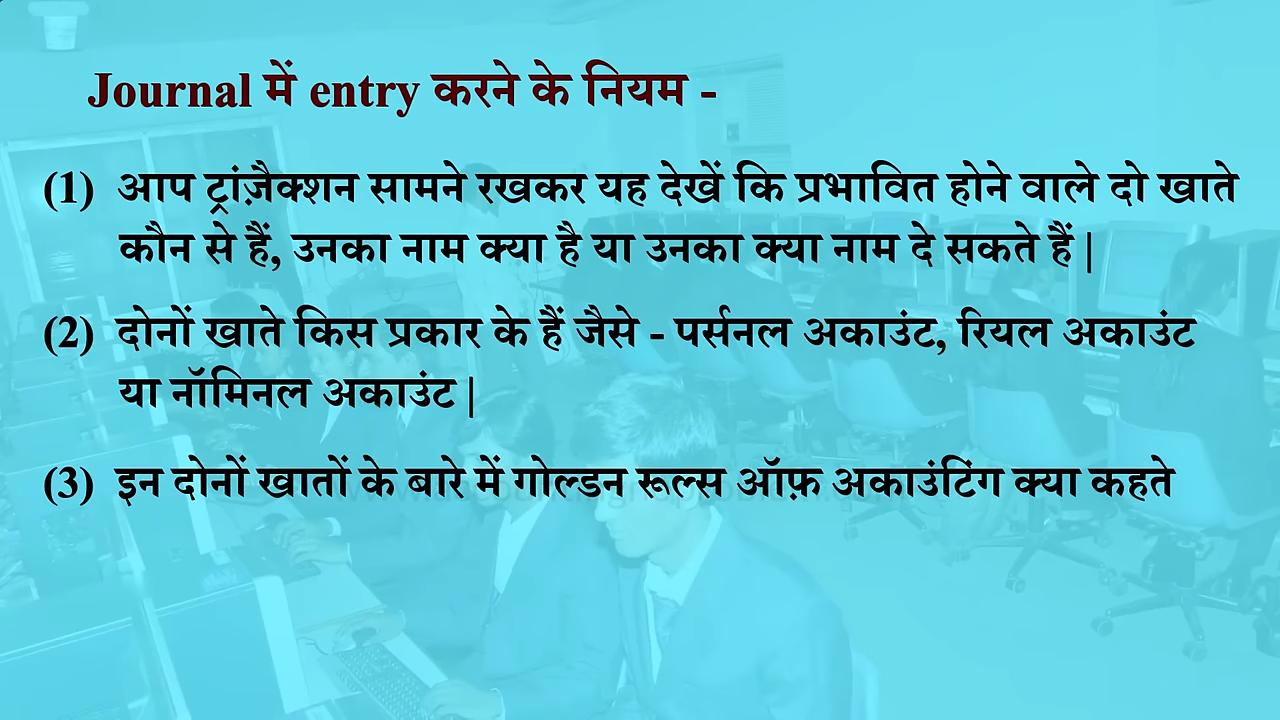 Journal में entry करने के नियम -
(1) आप ट्रांज़ैक्शन सामने रखकर यह देखें कि प्रभावित होने वाले दो खाते
कौन से हैं, उनका नाम क्या है या उनका क्या नाम दे सकते हैं |
(2) दोनों खाते किस प्रकार के हैं जैसे - पर्सनल अकाउंट, रियल अकाउंट
या नॉमिनल अकाउंट |
(3) इन दोनों खातों के बारे में गोल्डन रूल्स ऑफ़ अकाउंटिंग क्या कहते